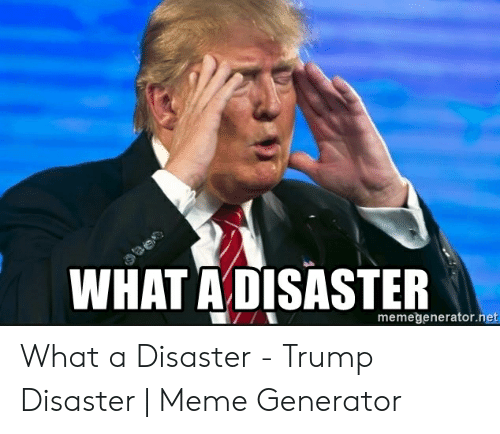 WHAT A DISASTER
memegenerator.net
What a Disaster - Trump
Disaster | Meme Generator